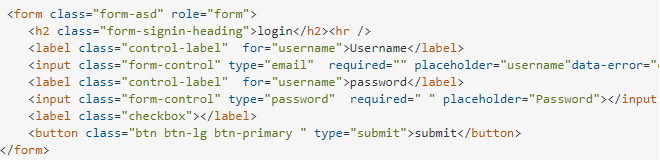 <form class="form-asd" role="form">
<h2 class="form-signin-heading">login</h2><hr />
<label class="control-label"  for="username">Username</label>
<input class="form-control" type="email"  required="" placeholder="username"data-error="
<label class="control-label"  for="username">password</label>
<input class="form-control" type="password"  required=" " placeholder="Password"></input
<label class="checkbox"></label>
<button class="btn btn-lg btn-primary " type="submit">submit</button>
</form>